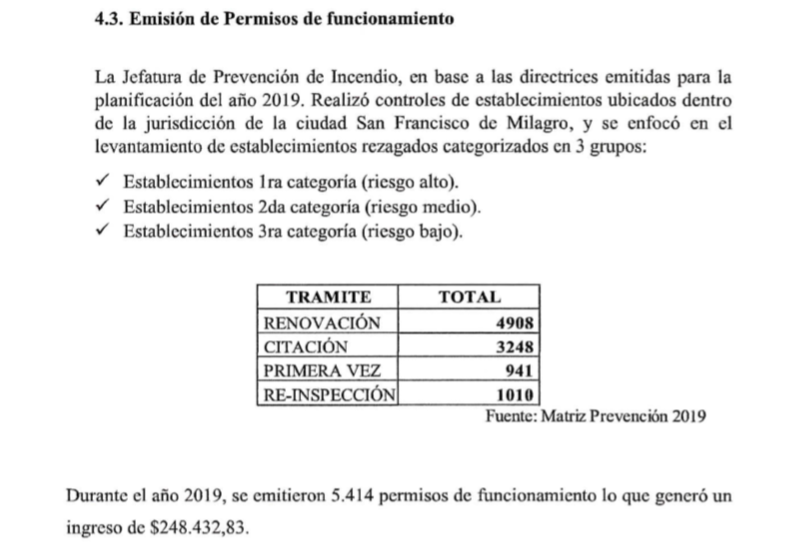 4.3. Emisión de Permisos de funcionamiento
La Jefatura de Prevención de Incendio, en base a las directrices emitidas para la
planificación del año 2019. Realizó controles de establecimientos ubicados dentro
de la jurisdicción de la ciudad San Francisco de Milagro, y se enfocó en el
levantamiento de establecimientos rezagados categorizados en 3 grupos:
✓ Establecimientos 1ra categoría (riesgo alto).
✓ Establecimientos 2da categoría (riesgo medio).
✓ Establecimientos 3ra categoría (riesgo bajo).
TRAMITE TOTAL
RENOVACIÓN 4908
CITACIÓN 3248
PRIMERA VEZ 941
RE-INSPECCIÓN 1010
Fuente: Matriz Prevención 2019
Durante el año 2019, se emitieron 5.414 permisos de funcionamiento lo que generó un
ingreso de $248.432,83.